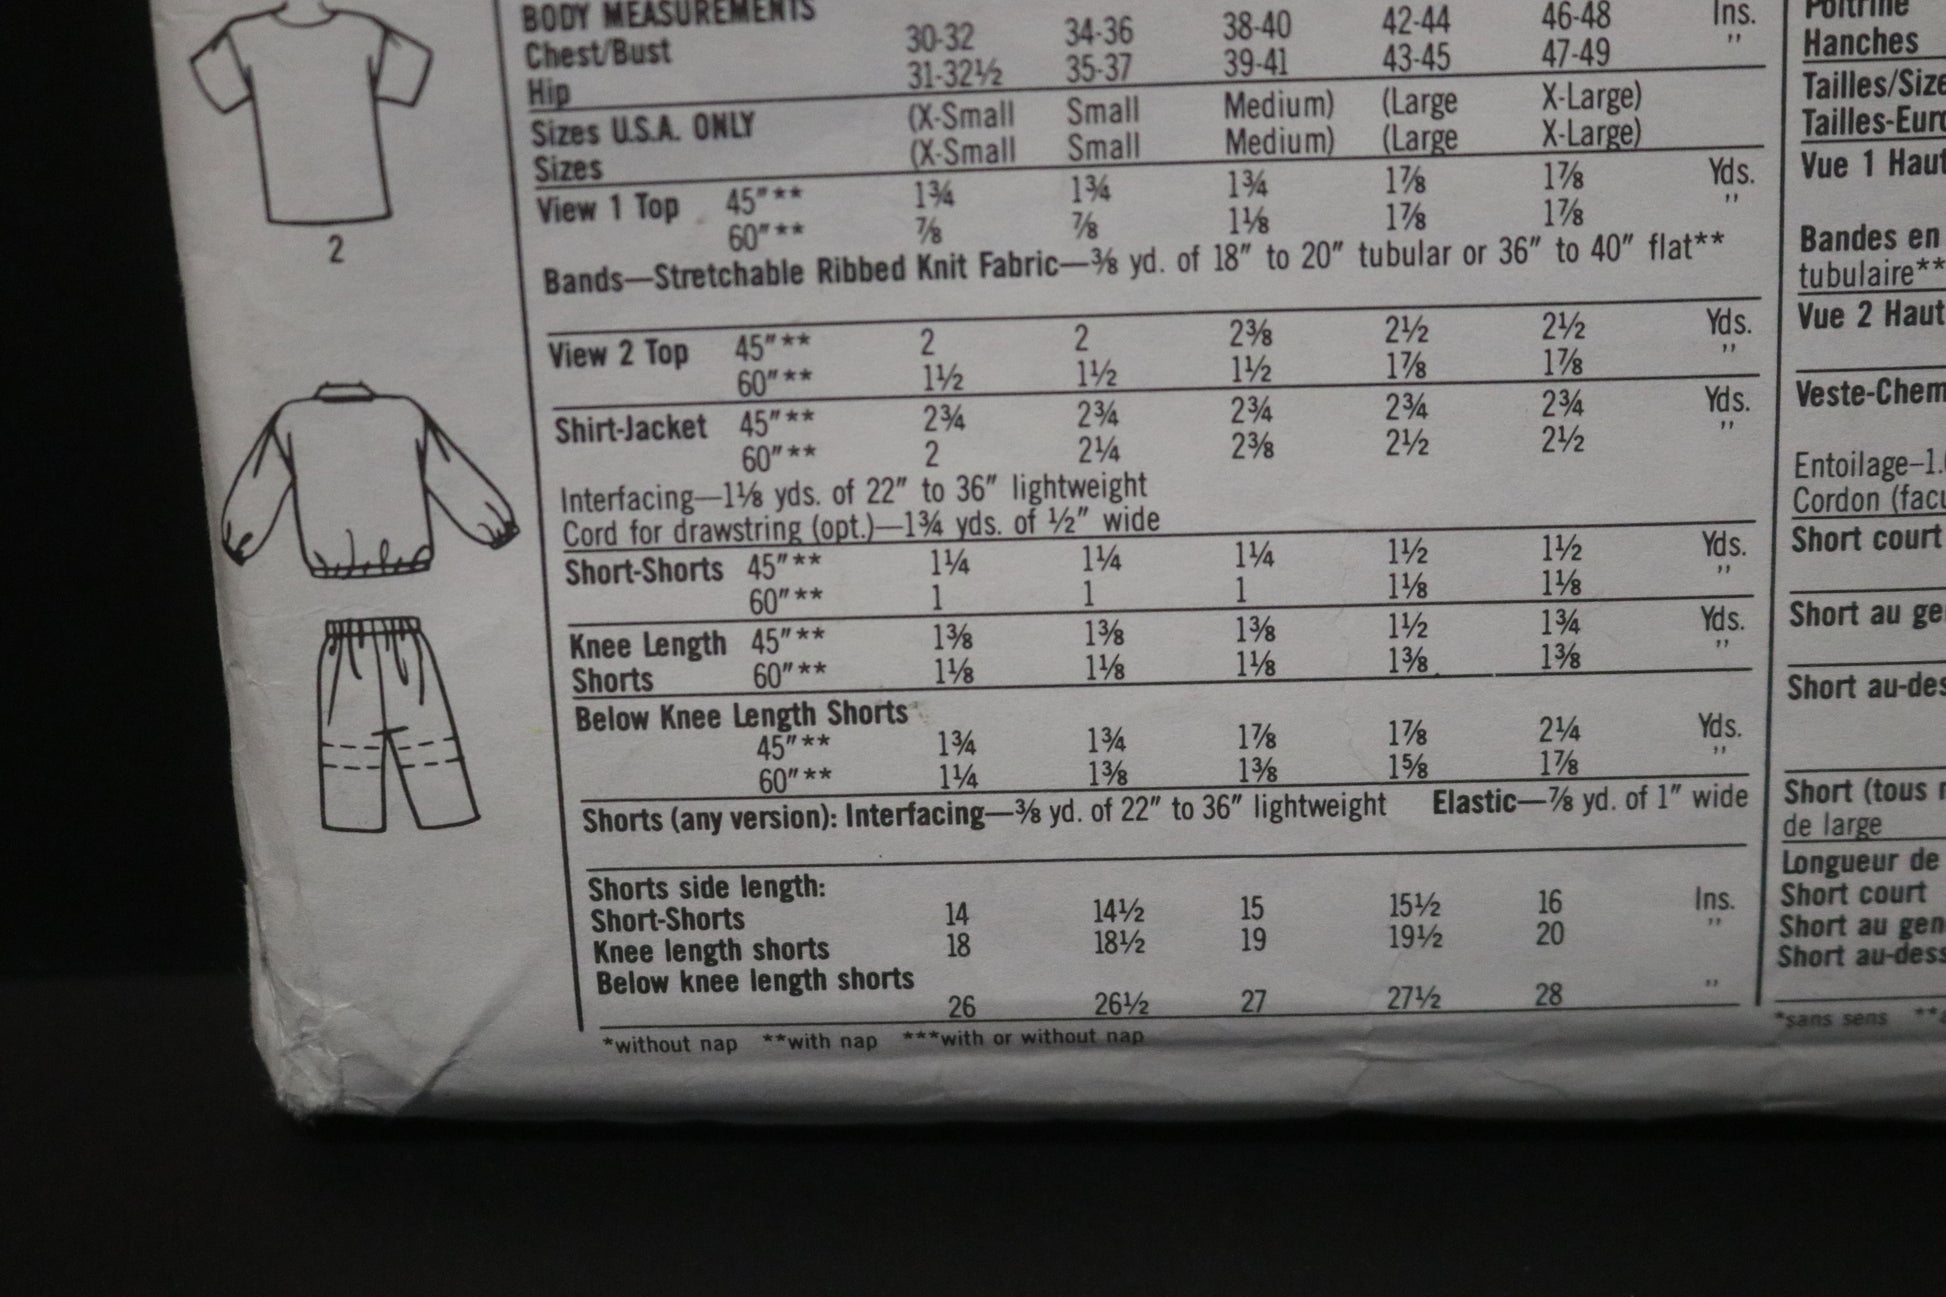 BODY MEASUREMENTS
Chest/Bust 30-32 34-36 38-40 42-44 46-48 Ins.
Hip 31-32½ 35-37 39-41 43-45 47-49 "
Sizes U.S.A. ONLY (X-Small Small Medium) (Large X-Large)
Sizes (X-Small Small Medium) (Large X-Large)
View 1 Top 45"** 1¾ 1¾ 1¾ 1⅞ 1⅞ Yds.
60"** ⅞ ⅞ 1⅛ 1⅞ 1⅞ "
Bands—Stretchable Ribbed Knit Fabric—⅜ yd. of 18" to 20" tubular or 36" to 40" flat**
View 2 Top 45"** 2 2 2⅜ 2½ 2½ Yds.
60"** 1½ 1½ 1½ 1⅞ 1⅞ "
Shirt-Jacket 45"** 2¾ 2¾ 2¾ 2¾ 2¾ Yds.
60"** 2 2¼ 2⅜ 2½ 2½ "
Interfacing—1⅛ yds. of 22" to 36" lightweight
Cord for drawstring (opt.)—1¾ yds. of ½" wide
Short-Shorts 45"** 1¼ 1¼ 1¼ 1½ 1½ Yds.
60"** 1 1 1 1⅛ 1⅛ "
Knee Length 45"** 1⅜ 1⅜ 1⅜ 1½ 1¾ Yds.
Shorts 60"** 1⅛ 1⅛ 1⅛ 1⅜ 1⅜ "
Below Knee Length Shorts
45"** 1¾ 1¾ 1⅞ 1⅞ 2¼ Yds.
60"** 1¼ 1⅜ 1⅜ 1⅝ 1⅞ "
Shorts (any version): Interfacing—⅜ yd. of 22" to 36" lightweight Elastic—⅞ yd. of 1" wide
Shorts side length:
Short-Shorts 14 14½ 15 15½ 16 Ins.
Knee length shorts 18 18½ 19 19½ 20 "
Below knee length shorts
26 26½ 27 27½ 28 "
*without nap **with nap ***with or without nap
2
Poitrine
Hanches
Tailles/Size
Tailles-Euro
Vue 1 Haut
Bandes en
tubulaire**
Vue 2 Haut
Veste-Chem
Entoilage–1.
Cordon (facu
Short court
Short au ge
Short au-des
Short (tous
de large
Longueur de
Short court
Short au gen
Short au-dess
*sans sens **